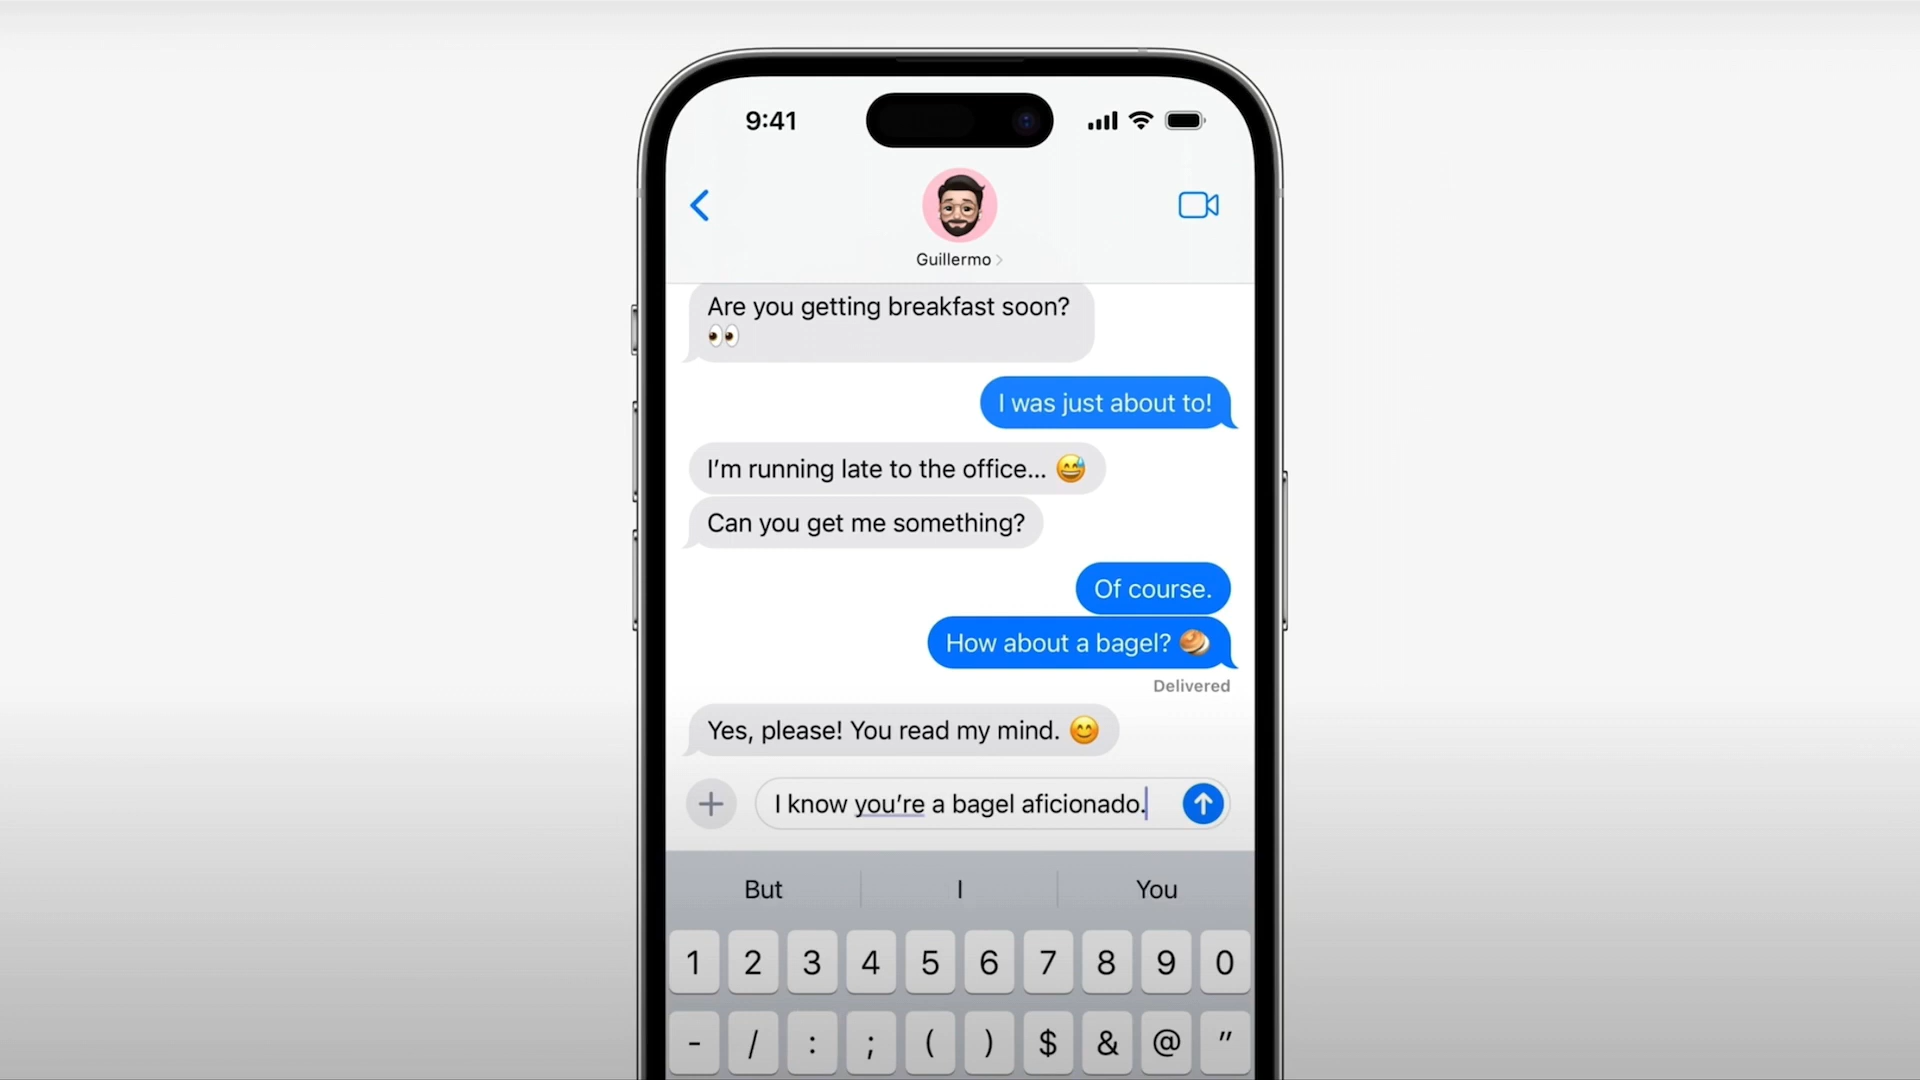 9:41
Guillermo
Are you getting breakfast soon?
👀
I was just about to!
I’m running late to the office... 😅
Can you get me something?
Of course.
How about a bagel? 🥯
Delivered
Yes, please! You read my mind. 😊
I know you’re a bagel aficionado.
But I You
1 2 3 4 5 6 7 8 9 0
- / : ; ( ) $ & @ "